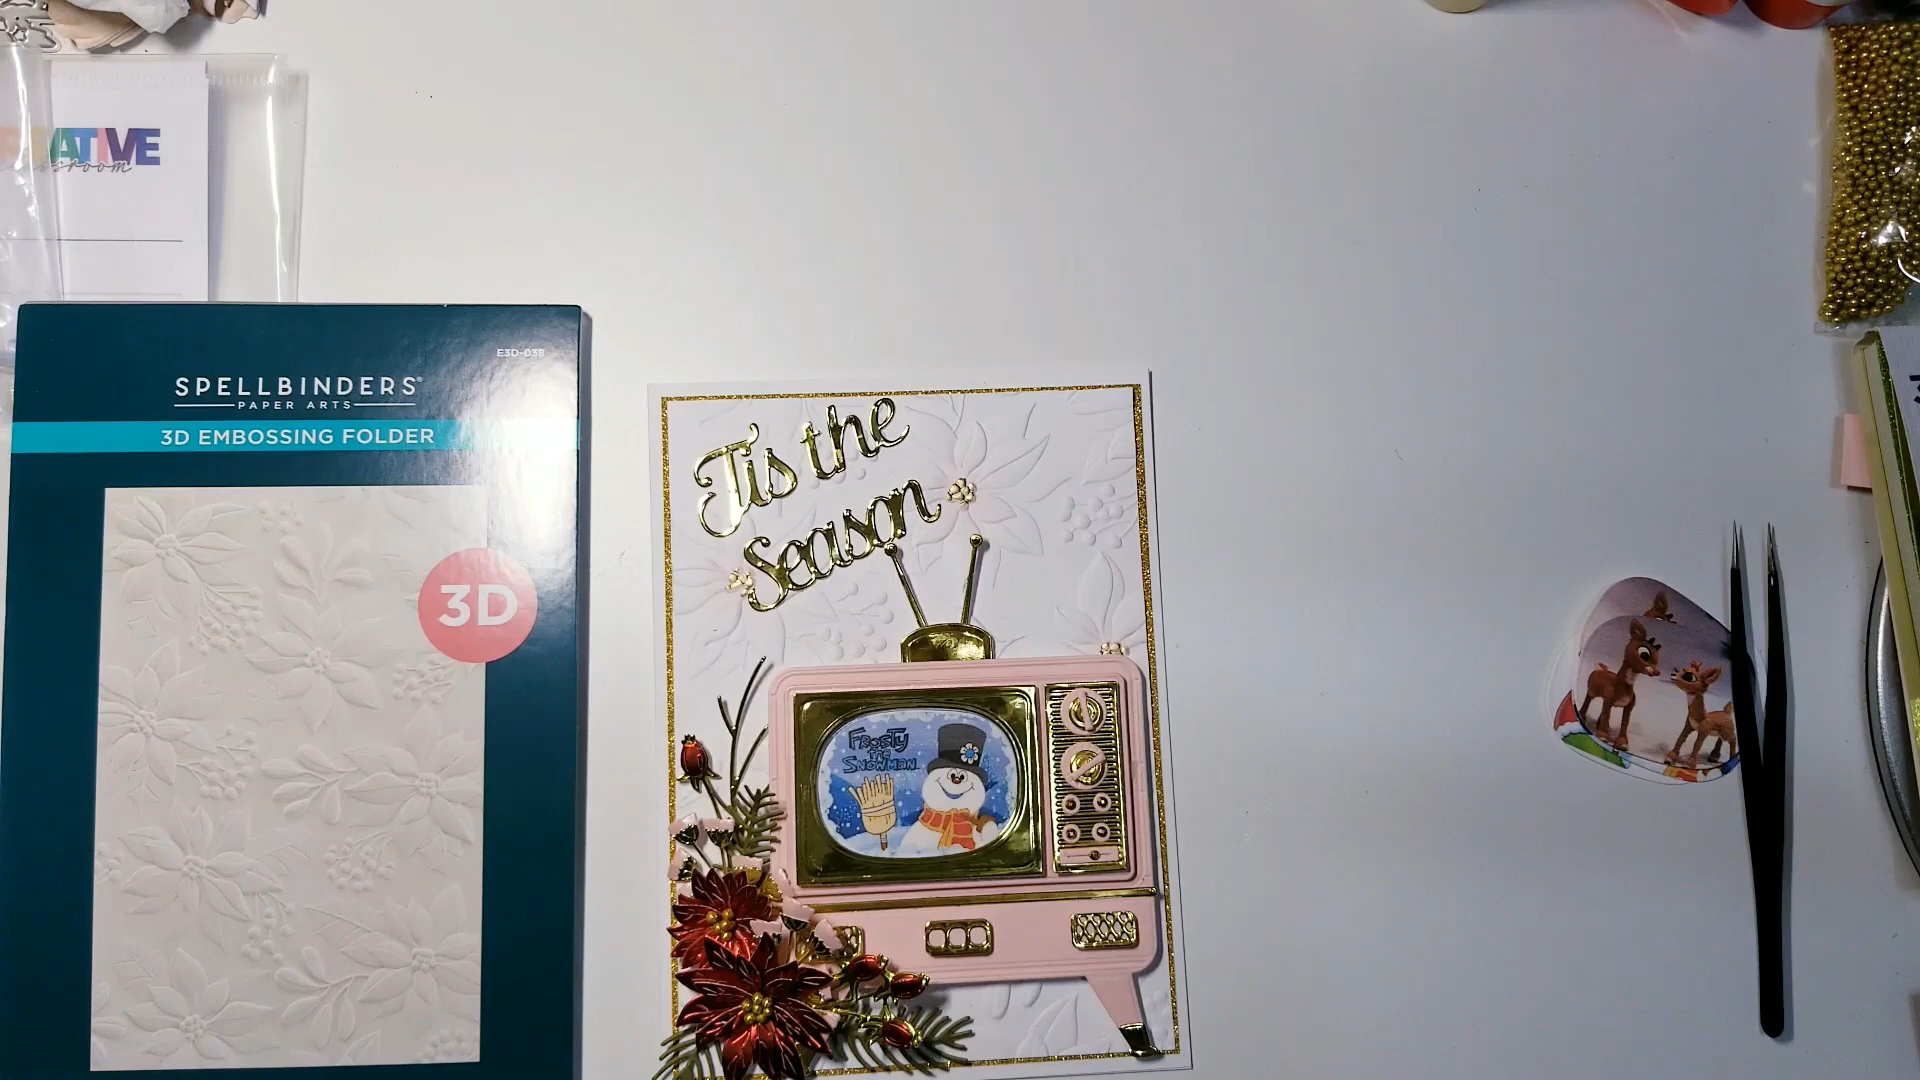 ATIVE
SPELLBINDERS®
PAPER ARTS
3D EMBOSSING FOLDER
E3D-038
3D
'Tis the
season
FROSTY
the
SNOWMAN